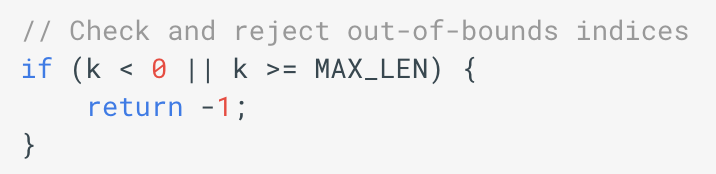 // Check and reject out-of-bounds indices
if (k < 0 || k >= MAX_LEN) {
    return -1;
}